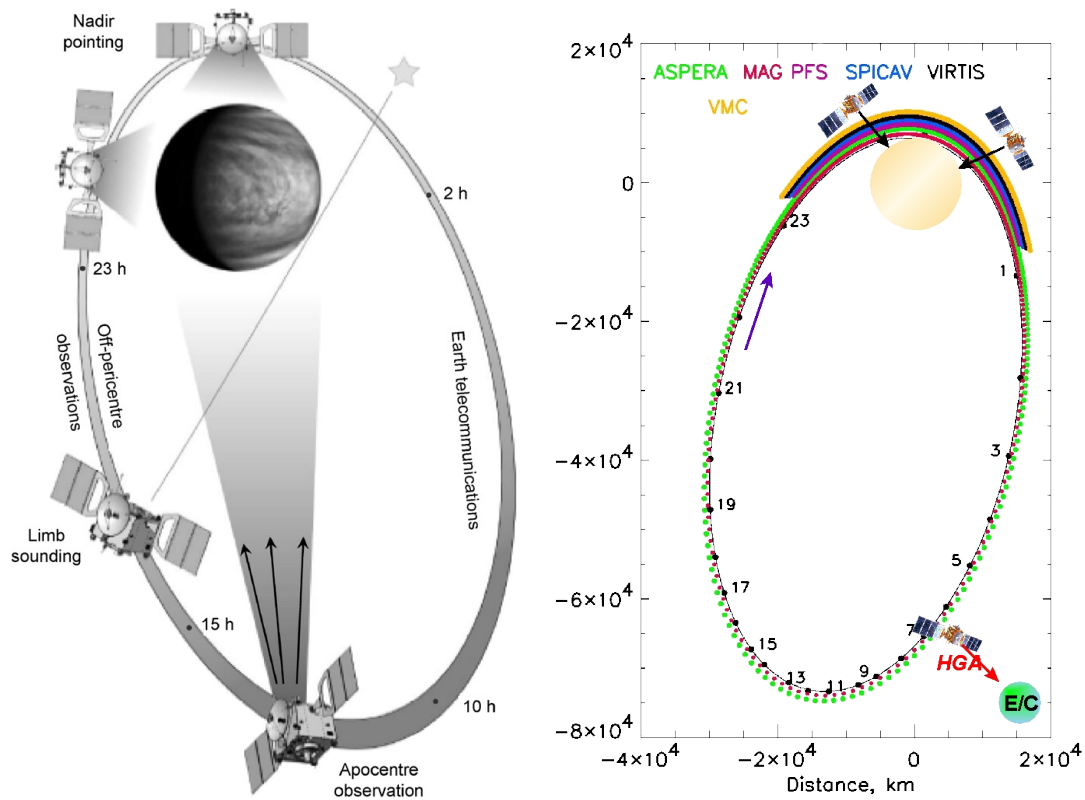 Nadir
pointing
2 h
23 h
Off-pericentre
observations
Earth telecommunications
Limb
sounding
15 h
10 h
Apocentre
observation
2×10⁴
ASPERA MAG PFS SPICAV VIRTIS
VMC
0
23
1
−2×10⁴
21
3
−4×10⁴
19
5
17
−6×10⁴
7
15
HGA
13
11
9
E/C
−8×10⁴
−4×10⁴
−2×10⁴
0
2×10⁴
Distance, km